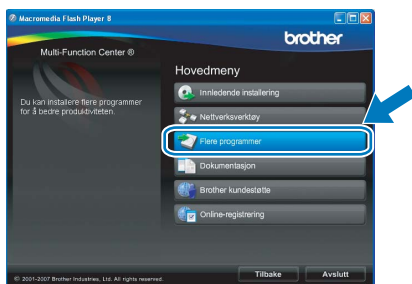 Macromedia Flash Player 8
brother
Multi-Function Center ®
Hovedmeny
Du kan installere flere programmer
for å bedre produktiviteten.
Innledende installering
Nettverksverktøy
Flere programmer
Dokumentasjon
Brother kundestøtte
Online-registrering
© 2001-2007 Brother Industries, Ltd. All rights reserved.
Tilbake
Avslutt